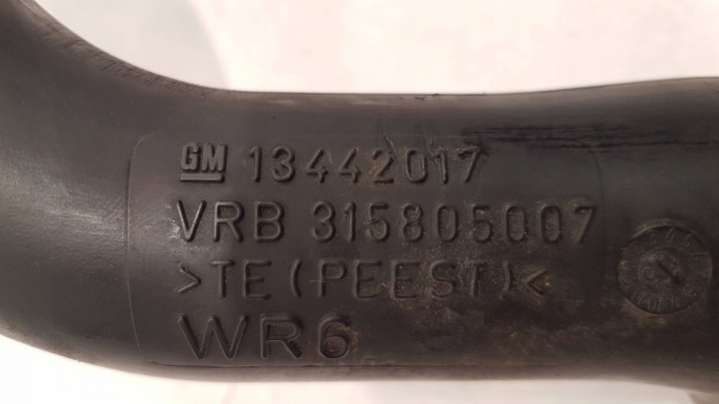 GM 13442017
VRB 315805007
>TE(PEEST)<
WR6